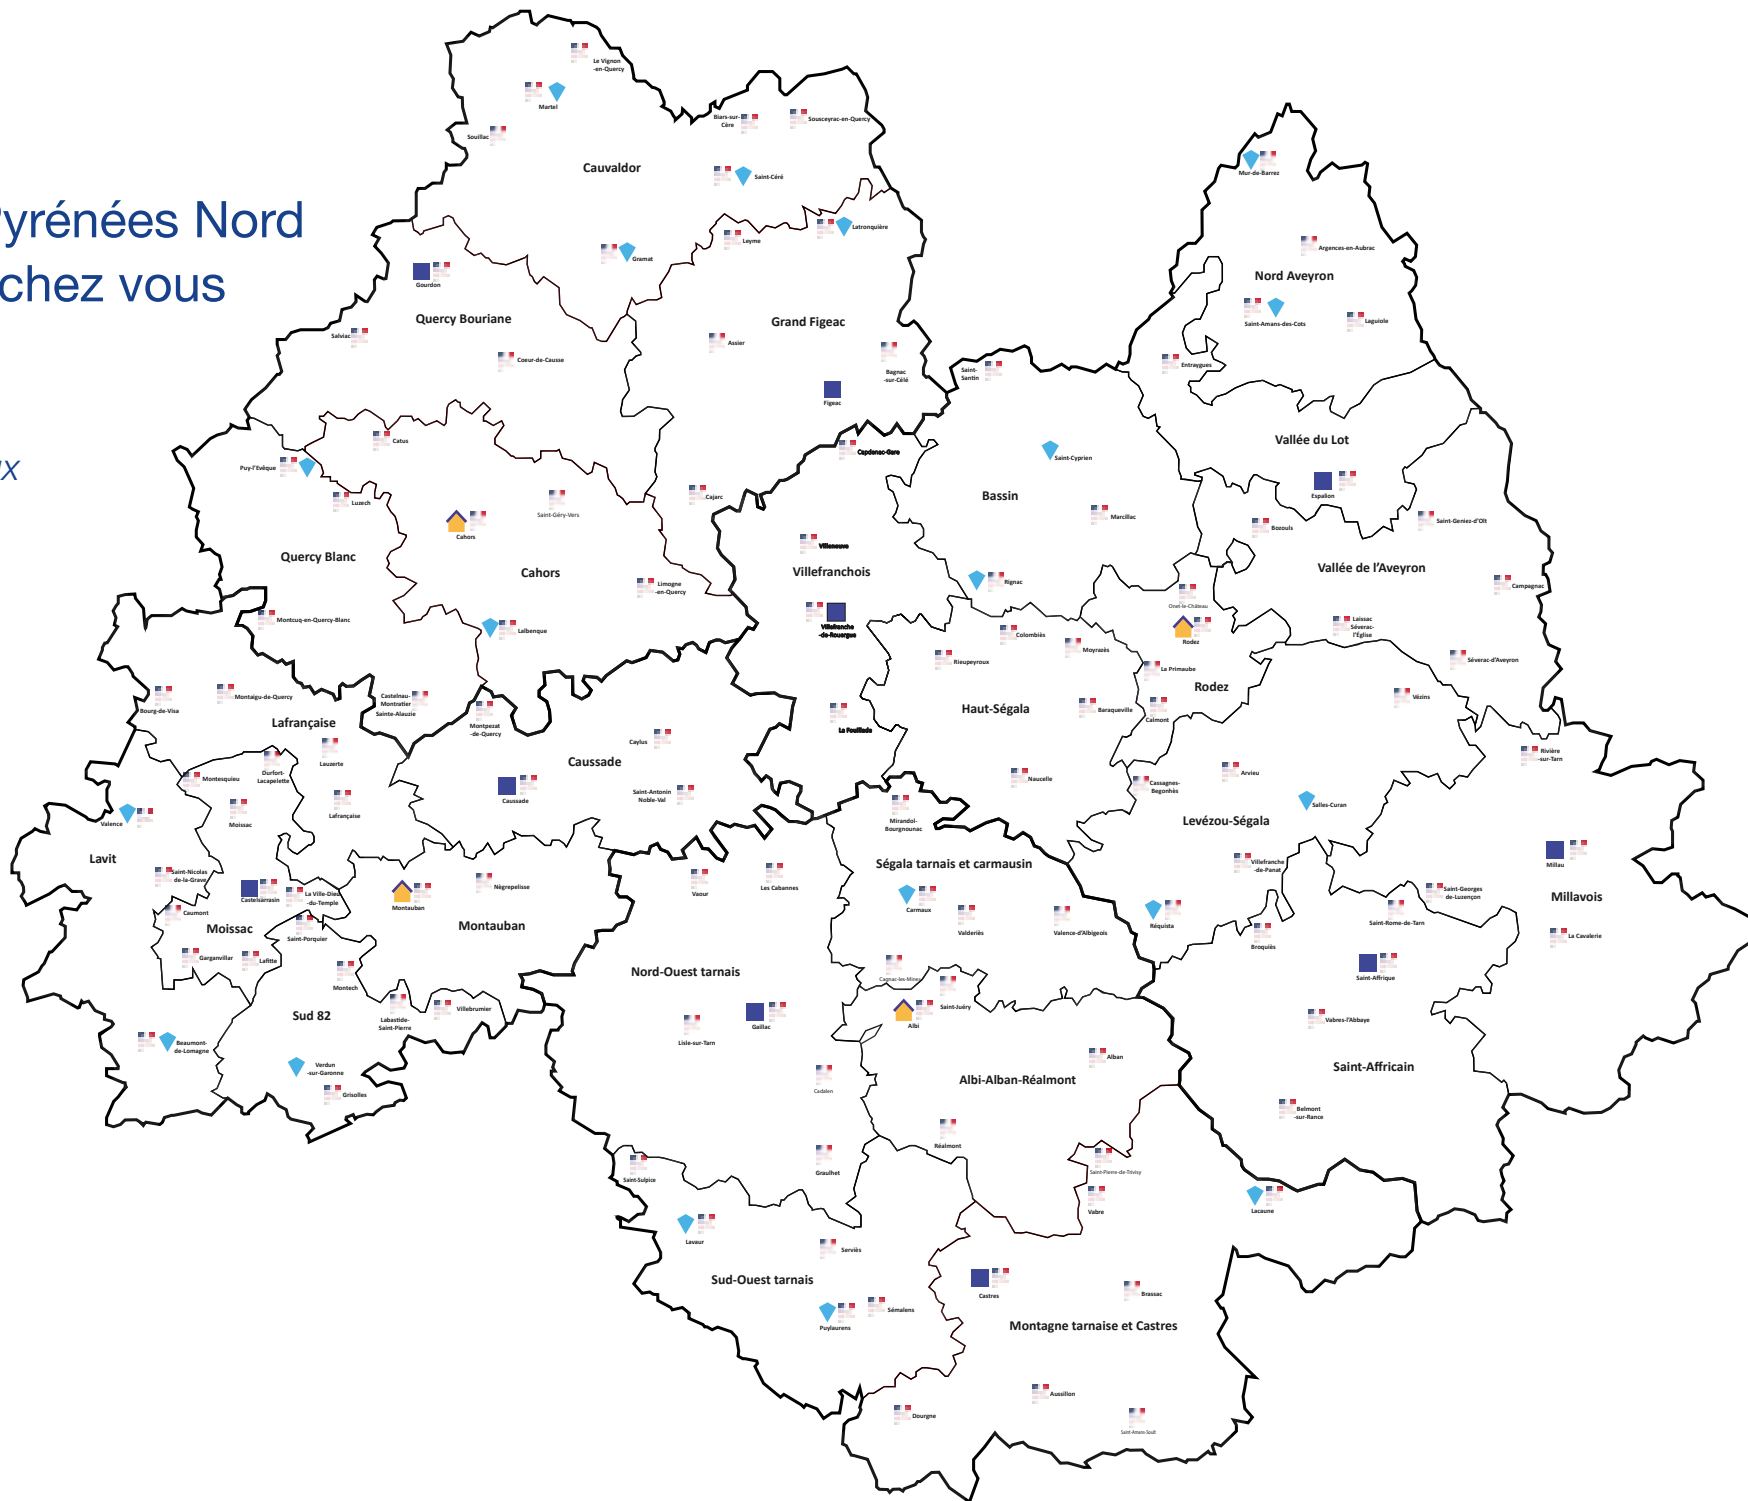 Pyrénées Nord
chez vous
x
Le Vignon
-en-Quercy
Martel
Souillac
Biars-sur-
Cère
Sousceyrac-en-Quercy
Cauvaldor
Saint-Céré
Gramat
Leyme
Latronquière
Gourdon
Quercy Bouriane
Salviac
Coeur-de-Causse
Grand Figeac
Assier
Bagnac
-sur-Célé
Figeac
Mur-de-Barrez
Argences-en-Aubrac
Nord Aveyron
Saint-Amans-des-Cots
Laguiole
Entraygues
Saint-
Santin
Vallée du Lot
Espalion
Saint-Cyprien
Bassin
Marcillac
Rignac
Catus
Puy-l'Evêque
Luzech
Saint-Géry-Vers
Cahors
Quercy Blanc
Cahors
Limogne
-en-Quercy
Lalbenque
Montcuq-en-Quercy-Blanc
Capdenac-Gare
Cajarc
Villeneuve
Villefranchois
Villefranche
-de-Rouergue
La Fouillade
Bozouls
Saint-Geniez-d'Olt
Vallée de l'Aveyron
Campagnac
Laissac
Séverac-
l'Église
Séverac-d'Aveyron
Onet-le-Château
Rodez
Le Primaube
Rodez
Calmont
Colombiès
Moyrazès
Rieupeyroux
Haut-Ségala
Baraqueville
Naucelle
Vézins
Rivière
-sur-Tarn
Cassagnes-
Begonhès
Arvieu
Salles-Curan
Levézou-Ségala
Villefranche
-de-Panat
Réquista
Broquiès
Millau
Millavois
Saint-Georges
de-Luzençon
Saint-Rome-de-Tarn
La Cavalerie
Saint-Affrique
Vabres-l'Abbaye
Saint-Affricain
Belmont
-sur-Rance
Bourg-de-Visa
Montaigu-de-Quercy
Lafrançaise
Castelnau-
Montratier
Sainte-Alauzie
Montpezat
-de-Quercy
Lauzerte
Durfort-
Lacapelette
Montesquieu
Moissac
Lafrançaise
Caylus
Caussade
Caussade
Saint-Antonin
Noble-Val
Valence
Lavit
Saint-Nicolas
de-la-Grave
Castelsarrasin
La Ville-Dieu
-du-Temple
Caumont
Moissac
Saint-Porquier
Garganvillar
Lafitte
Montauban
Nègrepelisse
Montauban
Montech
Sud 82
Labastide-
Saint-Pierre
Villebrumier
Beaumont-
de-Lomagne
Verdun
-sur-Garonne
Grisolles
Mirandol-
Bourgnounac
Ségala tarnais et carmausin
Les Cabannes
Vaour
Carmaux
Valderiès
Valence-d'Albigeois
Nord-Ouest tarnais
Cagnac-les-Mines
Saint-Juéry
Albi
Gaillac
Lisle-sur-Tarn
Alban
Albi-Alban-Réalmont
Cadalen
Réalmont
Graulhet
Saint-Sulpice
Saint-Pierre-de-Trivisy
Vabre
Lacaune
Lavaur
Serviès
Sud-Ouest tarnais
Castres
Brassac
Sémalens
Puylaurens
Montagne tarnaise et Castres
Aussillon
Dourgne
Saint-Amans-Soult